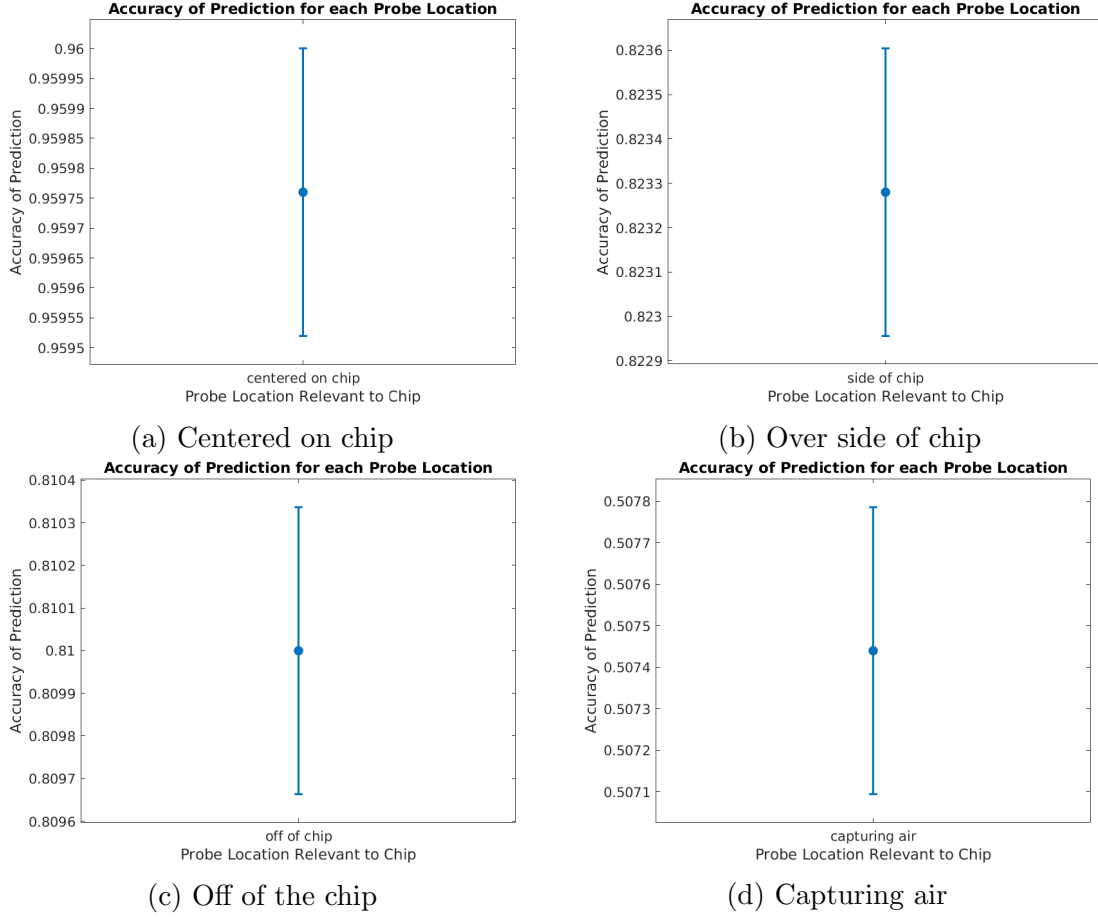 Accuracy of Prediction for each Probe Location
Accuracy of Prediction
0.96
0.95995
0.9599
0.95985
0.9598
0.95975
0.9597
0.95965
0.9596
0.95955
0.9595
centered on chip
Probe Location Relevant to Chip
(a) Centered on chip
Accuracy of Prediction for each Probe Location
Accuracy of Prediction
0.8236
0.8235
0.8234
0.8233
0.8232
0.8231
0.823
0.8229
side of chip
Probe Location Relevant to Chip
(b) Over side of chip
Accuracy of Prediction for each Probe Location
Accuracy of Prediction
0.8104
0.8103
0.8102
0.8101
0.81
0.8099
0.8098
0.8097
0.8096
off of chip
Probe Location Relevant to Chip
(c) Off of the chip
Accuracy of Prediction for each Probe Location
Accuracy of Prediction
0.5078
0.5077
0.5076
0.5075
0.5074
0.5073
0.5072
0.5071
capturing air
Probe Location Relevant to Chip
(d) Capturing air